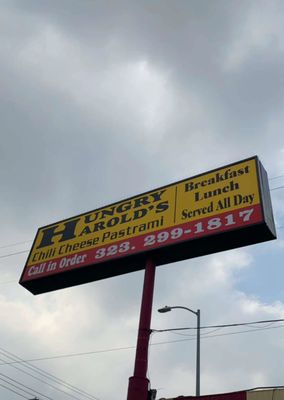 HUNGRY
HAROLD'S
Chili Cheese Pastrami
Breakfast
Lunch
Served All Day
Call in Order 323. 299-1817